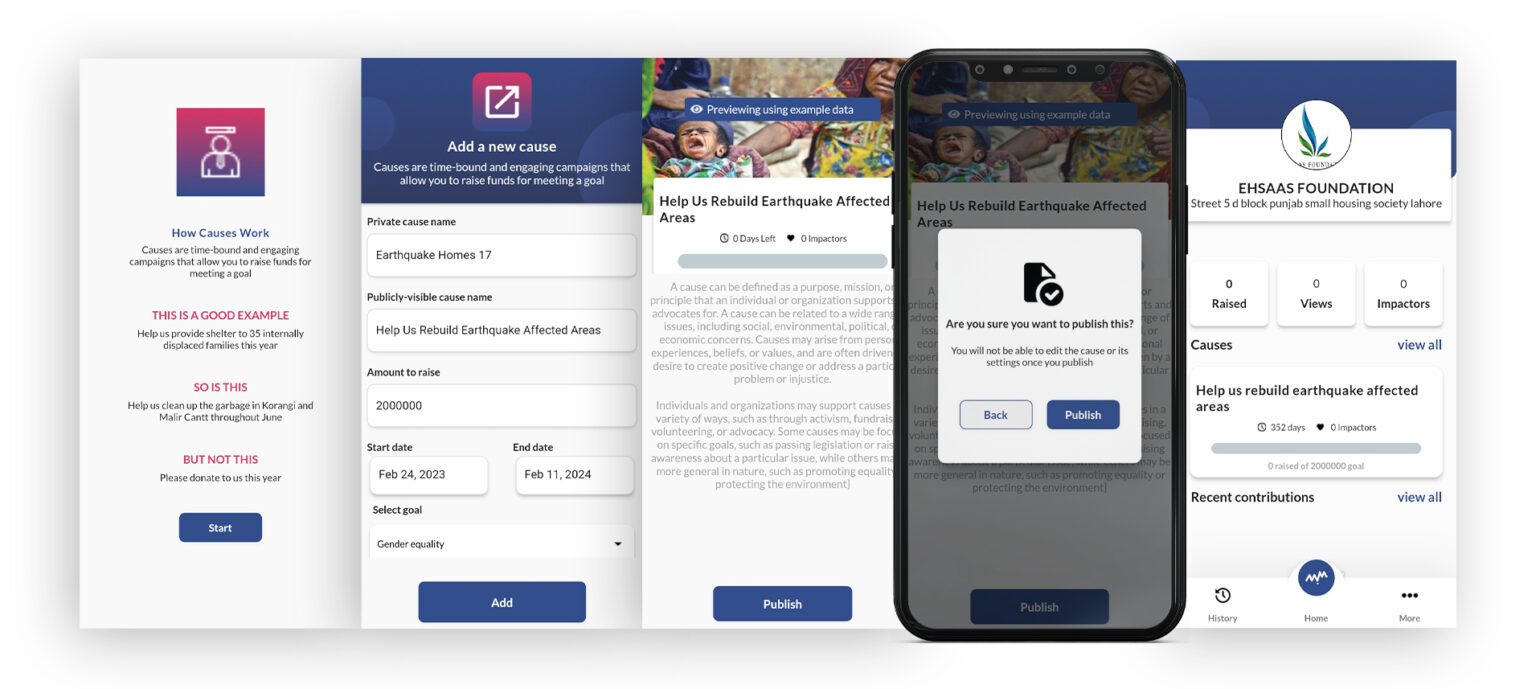 How Causes Work
Causes are time-bound and engaging
campaigns that allow you to raise funds for
meeting a goal
THIS IS A GOOD EXAMPLE
Help us provide shelter to 35 internally
displaced families this year
SO IS THIS
Help us clean up the garbage in Korangi and
Malir Cantt throughout June
BUT NOT THIS
Please donate to us this year
Start
Add a new cause
Causes are time-bound and engaging campaigns that
allow you to raise funds for meeting a goal
Private cause name
Earthquake Homes 17
Publicly-visible cause name
Help Us Rebuild Earthquake Affected Areas
Amount to raise
2000000
Start date
End date
Feb 24, 2023
Feb 11, 2024
Select goal
Gender equality
Add
Previewing using example data
Help Us Rebuild Earthquake Affected
Areas
0 Days Left
0 Impactors
A cause can be defined as a purpose, mission, or
principle that an individual or organization supports
advocates for. A cause can be related to a wide
issues, including social, environmental, political,
economic concerns. Causes may arise from
experiences, beliefs, or values, and are often driven
desire to create positive change or address a
problem or injustice.
Individuals and organizations may support causes
variety of ways, such as through activism,
volunteering, or advocacy. Some causes may be
on specific goals, such as passing legislation or
awareness about a particular issue, while others
more general in nature, such as promoting equality
protecting the environment]
Publish
Previewing using example data
Help Us Rebuild Earthquake Affected
Areas
Are you sure you want to publish this?
You will not be able to edit the cause or its
settings once you publish
Back
Publish
more general in nature, such as promoting equality or
protecting the environment]
Publish
EHSAAS FOUNDATION
Street 5 d block punjab small housing society lahore
0
Raised
0
Views
0
Impactors
Causes
view all
Help us rebuild earthquake affected
areas
352 days
0 Impactors
0 raised of 2000000 goal
Recent contributions
view all
History
Home
More